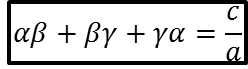 αβ + βγ + γα = c/a